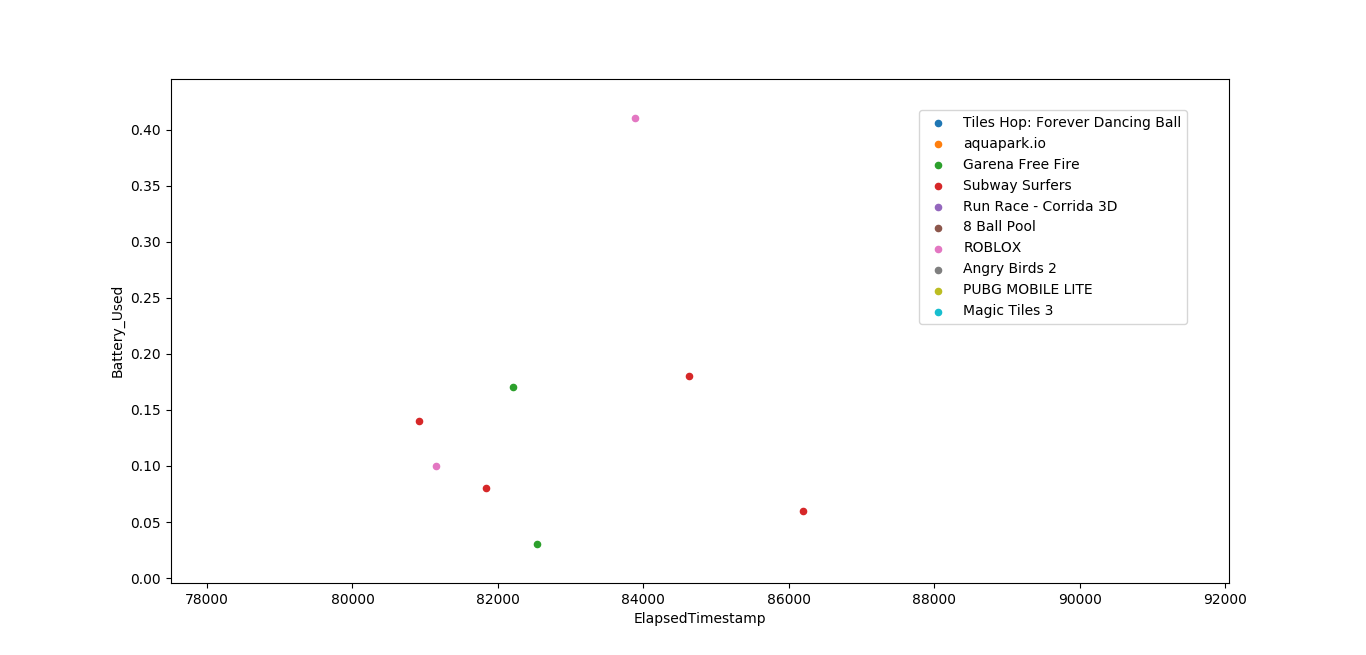 0.40
0.35
0.30
0.25
0.20
0.15
0.10
0.05
0.00
Battery_Used
78000 80000 82000 84000 86000 88000 90000 92000
ElapsedTimestamp
Tiles Hop: Forever Dancing Ball
aquapark.io
Garena Free Fire
Subway Surfers
Run Race - Corrida 3D
8 Ball Pool
ROBLOX
Angry Birds 2
PUBG MOBILE LITE
Magic Tiles 3